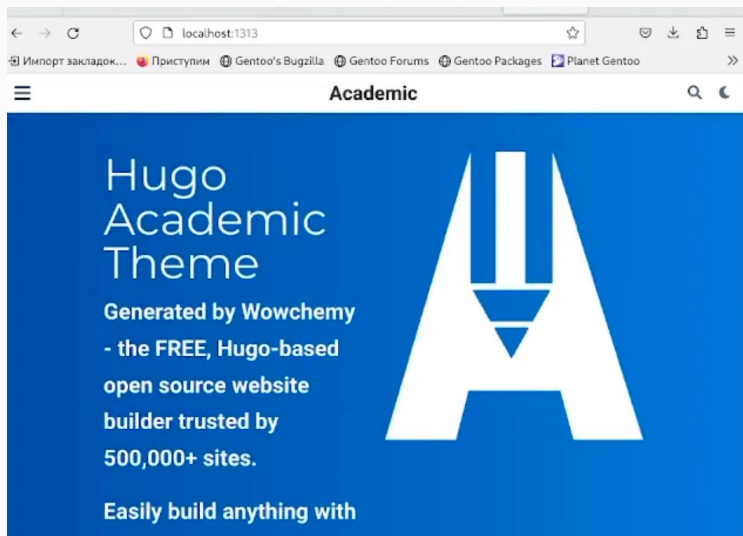 localhost:1313
Импорт закладок... Приступим Gentoo's Bugzilla Gentoo Forums Gentoo Packages Planet Gentoo
Academic
Hugo
Academic
Theme
Generated by Wowchemy
- the FREE, Hugo-based
open source website
builder trusted by
500,000+ sites.
Easily build anything with